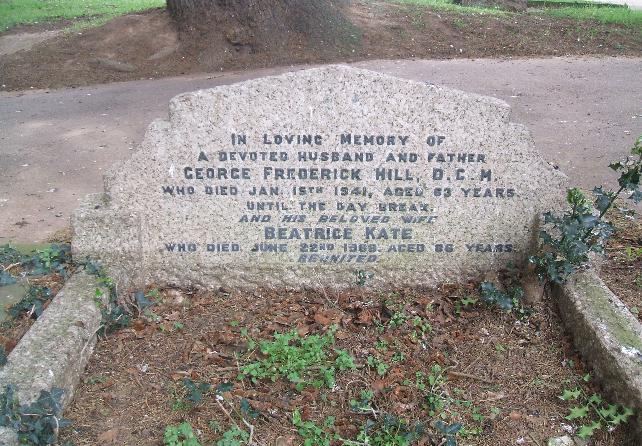 IN LOVING MEMORY OF
A DEVOTED HUSBAND AND FATHER
GEORGE FREDERICK HILL, D.C.M.
WHO DIED JAN. 15TH 1941, AGED 63 YEARS.
UNTIL THE DAY BREAK.
AND HIS BELOVED WIFE
BEATRICE KATE
WHO DIED JUNE 22ND AGED 86 YEARS.
REUNITED